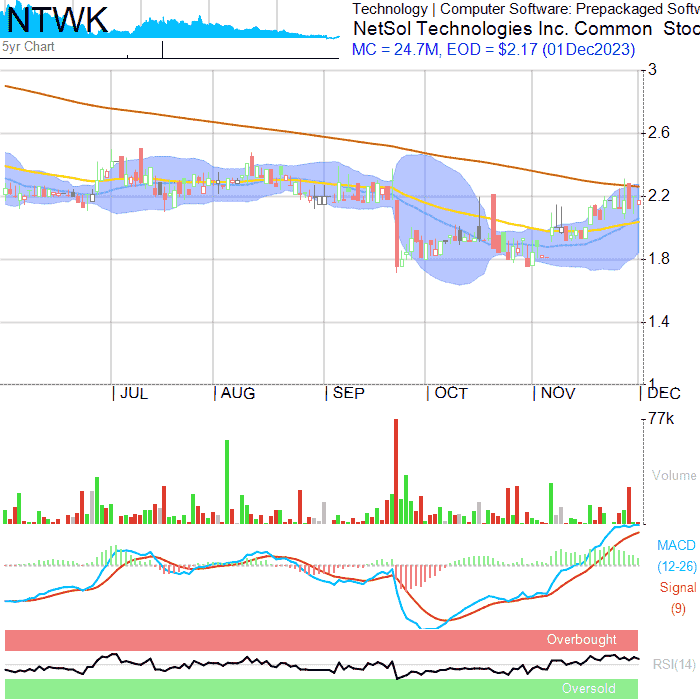 NTWK
5yr Chart
Technology | Computer Software: Prepackaged Softw
NetSol Technologies Inc. Common Stoc
MC = 24.7M, EOD = $2.17 (01Dec2023)
3
2.6
2.2
1.8
1.4
1
JUL AUG SEP OCT NOV DEC
77k
Volume
MACD
(12-26)
Signal
(9)
Overbought
RSI(14)
Oversold